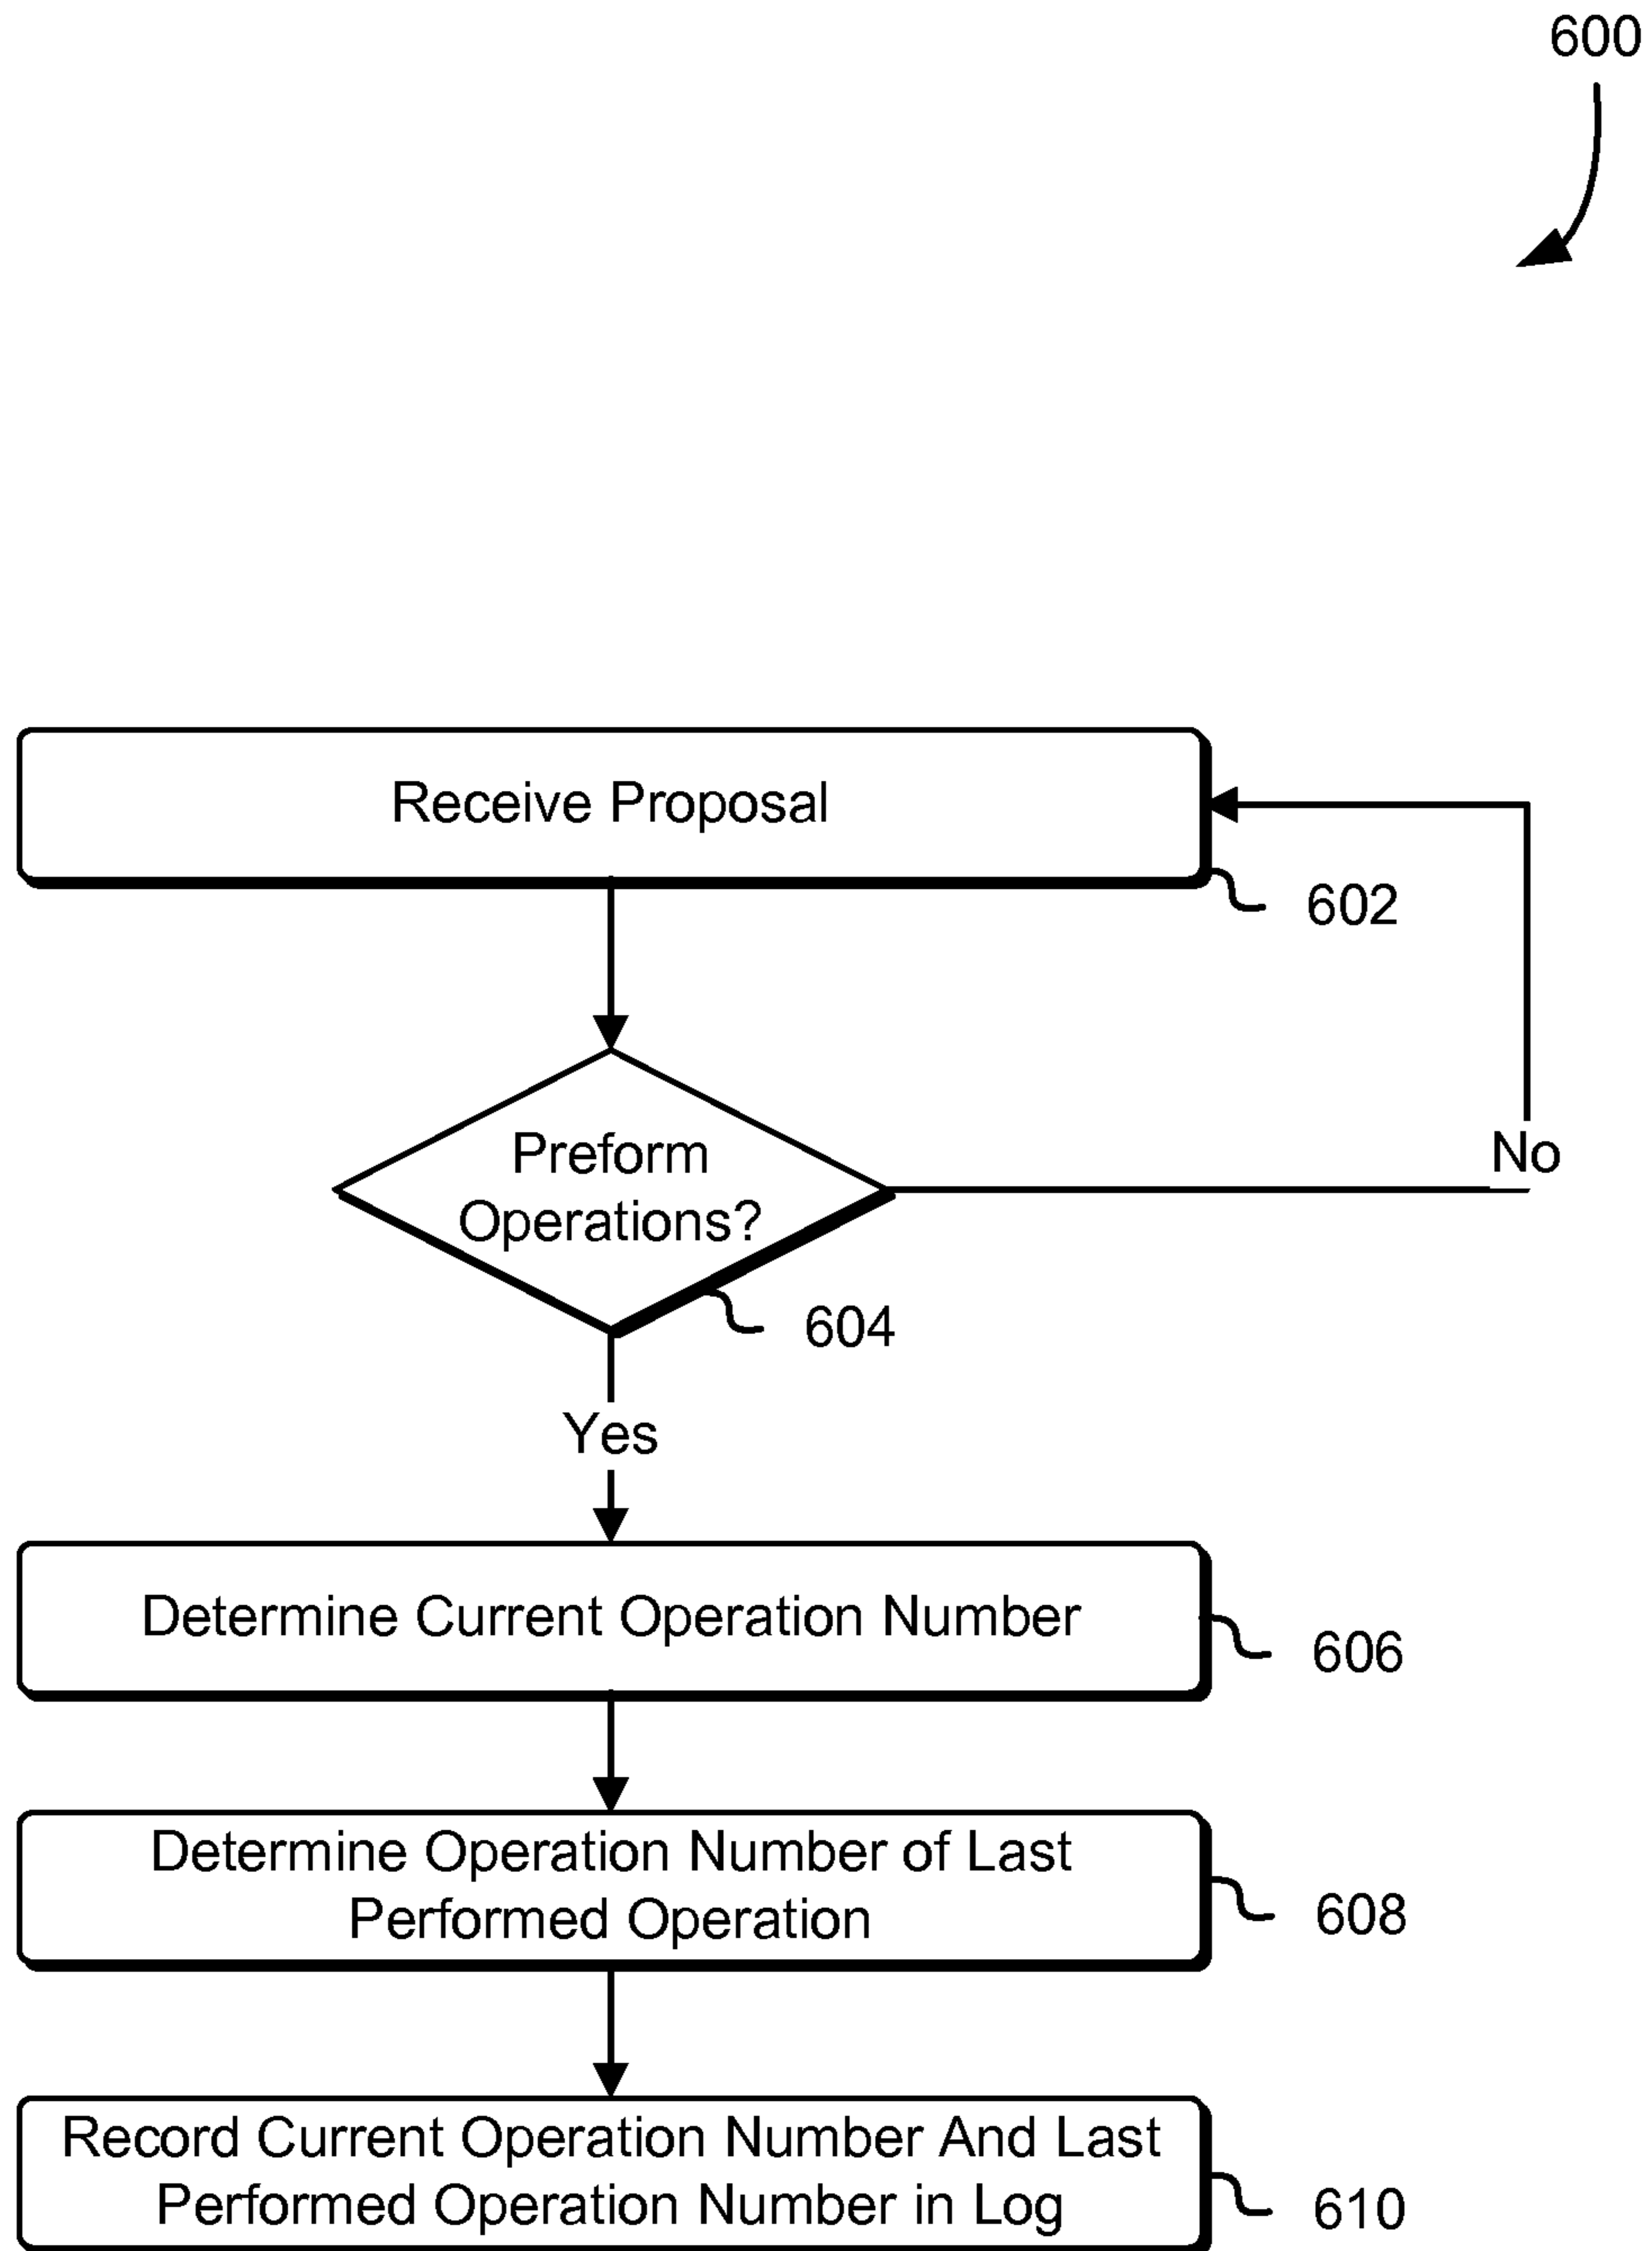 600
Receive Proposal
602
Preform
Operations?
No
604
Yes
Determine Current Operation Number
606
Determine Operation Number of Last
Performed Operation
608
Record Current Operation Number And Last
Performed Operation Number in Log
610